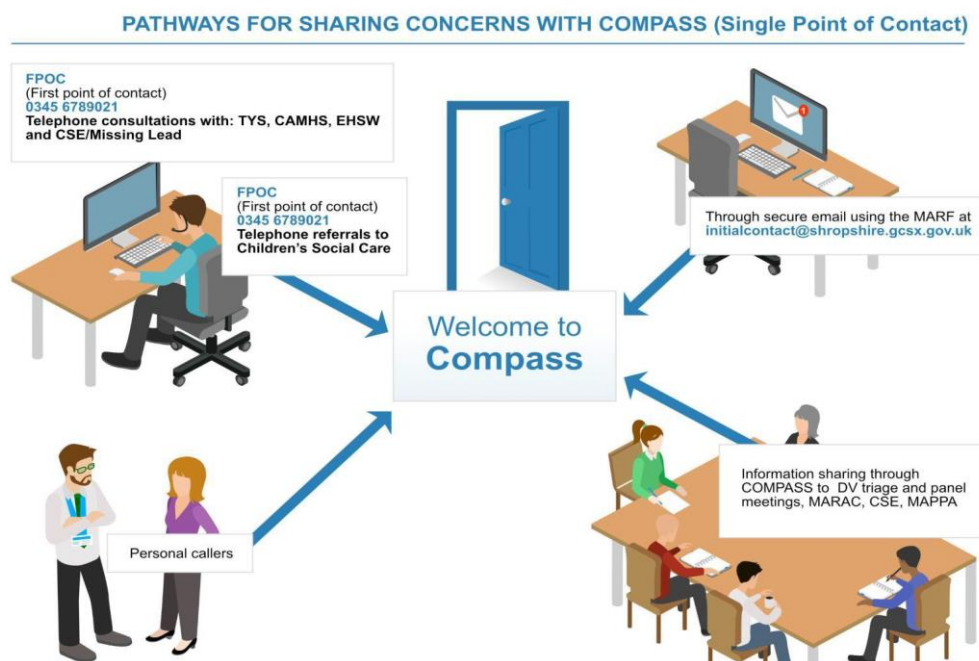 PATHWAYS FOR SHARING CONCERNS WITH COMPASS (Single Point of Contact)
FPOC
(First point of contact)
0345 6789021
Telephone consultations with: TYS, CAMHS, EHSW
and CSE/Missing Lead
FPOC
(First point of contact)
0345 6789021
Telephone referrals to
Children's Social Care
1
Through secure email using the MARF at
initialcontact@shropshire.gcsx.gov.uk
Welcome to
Compass
Personal callers
Information sharing through
COMPASS to DV triage and panel
meetings, MARAC, CSE, MAPPA